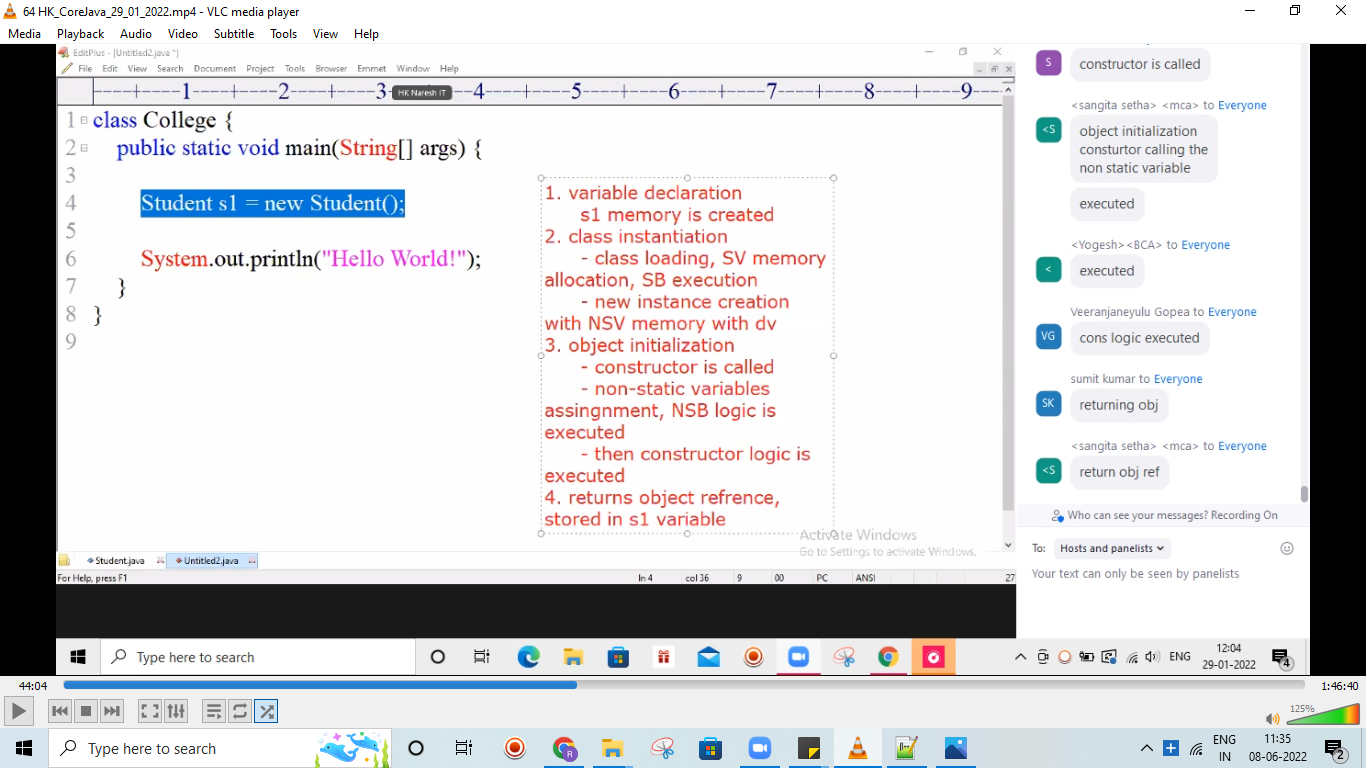 64 HK_CoreJava_29_01_2022.mp4 - VLC media player
Media Playback Audio Video Subtitle Tools View Help
EditPlus - [Untitled2.java *]
File Edit View Search Document Project Tools Browser Emmet Window Help
----+----1----+----2----+----3 HK Naresh IT ----4----+----5----+----6----+----7----+----8----+----9----
1 class College {
2 public static void main(String[] args) {
3
4 Student s1 = new Student();
5
6 System.out.println("Hello World!");
7 }
8 }
9
1. variable declaration
s1 memory is created
2. class instantiation
- class loading, SV memory
allocation, SB execution
- new instance creation
with NSV memory with dv
3. object initialization
- constructor is called
- non-static variables
assingnment, NSB logic is
executed
- then constructor logic is
executed
4. returns object refrence,
stored in s1 variable
Activate Windows
Go to Settings to activate Windows.
Student.java Untitled2.java
For Help, press F1 ln 4 col 36 9 00 PC ANSI 27
S constructor is called
<sangita setha> <mca> to Everyone
<S object initialization
consturtor calling the
non static variable
executed
<Yogesh><BCA> to Everyone
< executed
Veeranjaneyulu Gopea to Everyone
VG cons logic executed
sumit kumar to Everyone
SK returning obj
<sangita setha> <mca> to Everyone
<S return obj ref
Who can see your messages? Recording On
To: Hosts and panelists
Your text can only be seen by panelists
Type here to search ENG 12:04
29-01-2022 4
44:04 1:46:40
125%
Type here to search ENG 11:35
IN 08-06-2022 2